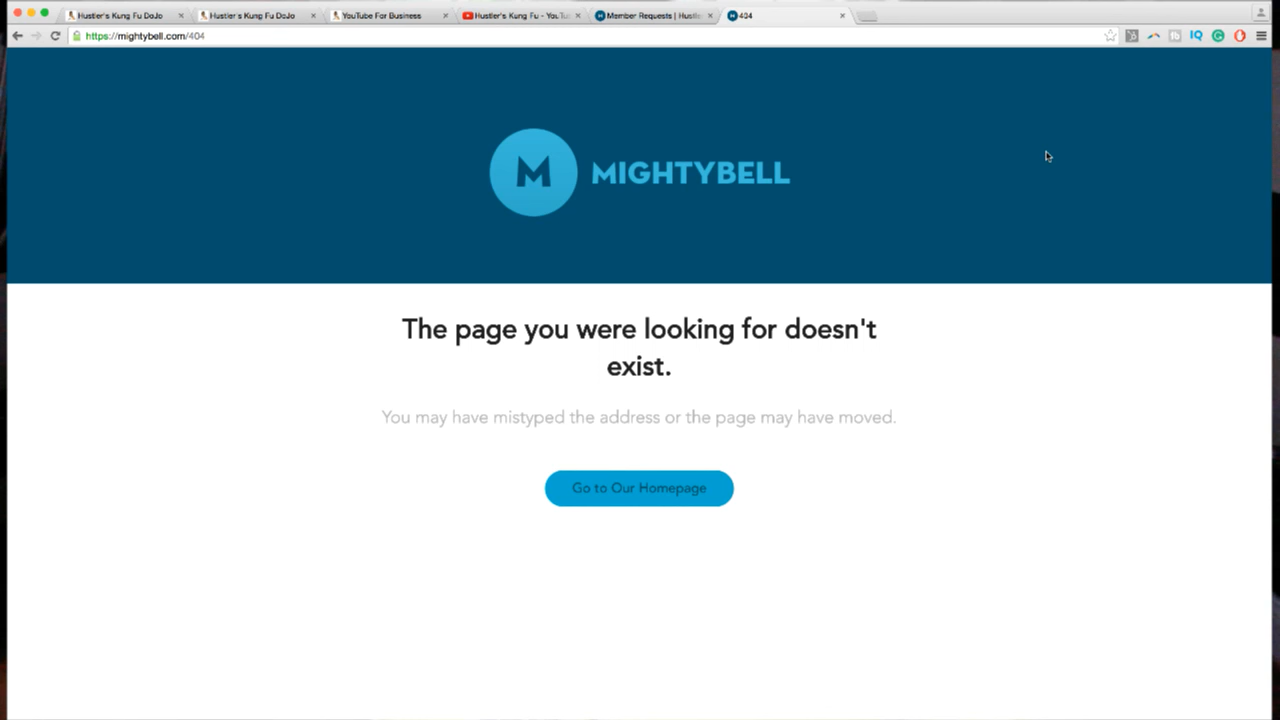 Hustler's Kung Fu DoJo
Hustler's Kung Fu DoJo
YouTube For Business
Hustler's Kung Fu - YouTu
Member Requests | Hustle
404
https://mightybell.com/404
IQ
M MIGHTYBELL
The page you were looking for doesn't
exist.
You may have mistyped the address or the page may have moved.
Go to Our Homepage